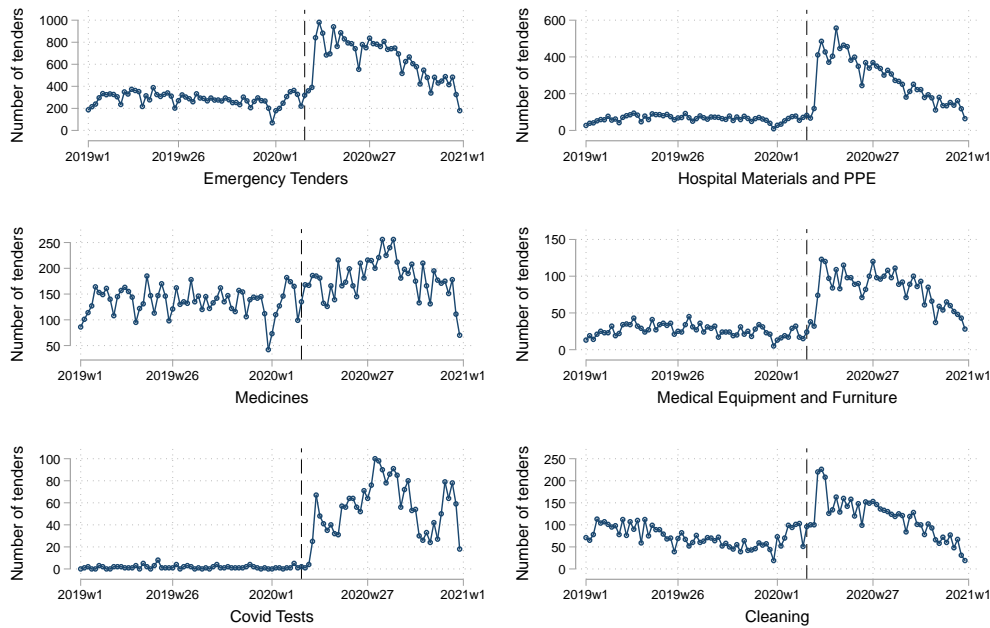 Number of tenders
1000
800
600
400
200
0
2019w1 2019w26 2020w1 2020w27 2021w1
Emergency Tenders
Number of tenders
600
400
200
0
2019w1 2019w26 2020w1 2020w27 2021w1
Hospital Materials and PPE
Number of tenders
250
200
150
100
50
2019w1 2019w26 2020w1 2020w27 2021w1
Medicines
Number of tenders
150
100
50
0
2019w1 2019w26 2020w1 2020w27 2021w1
Medical Equipment and Furniture
Number of tenders
100
80
60
40
20
0
2019w1 2019w26 2020w1 2020w27 2021w1
Covid Tests
Number of tenders
250
200
150
100
50
0
2019w1 2019w26 2020w1 2020w27 2021w1
Cleaning